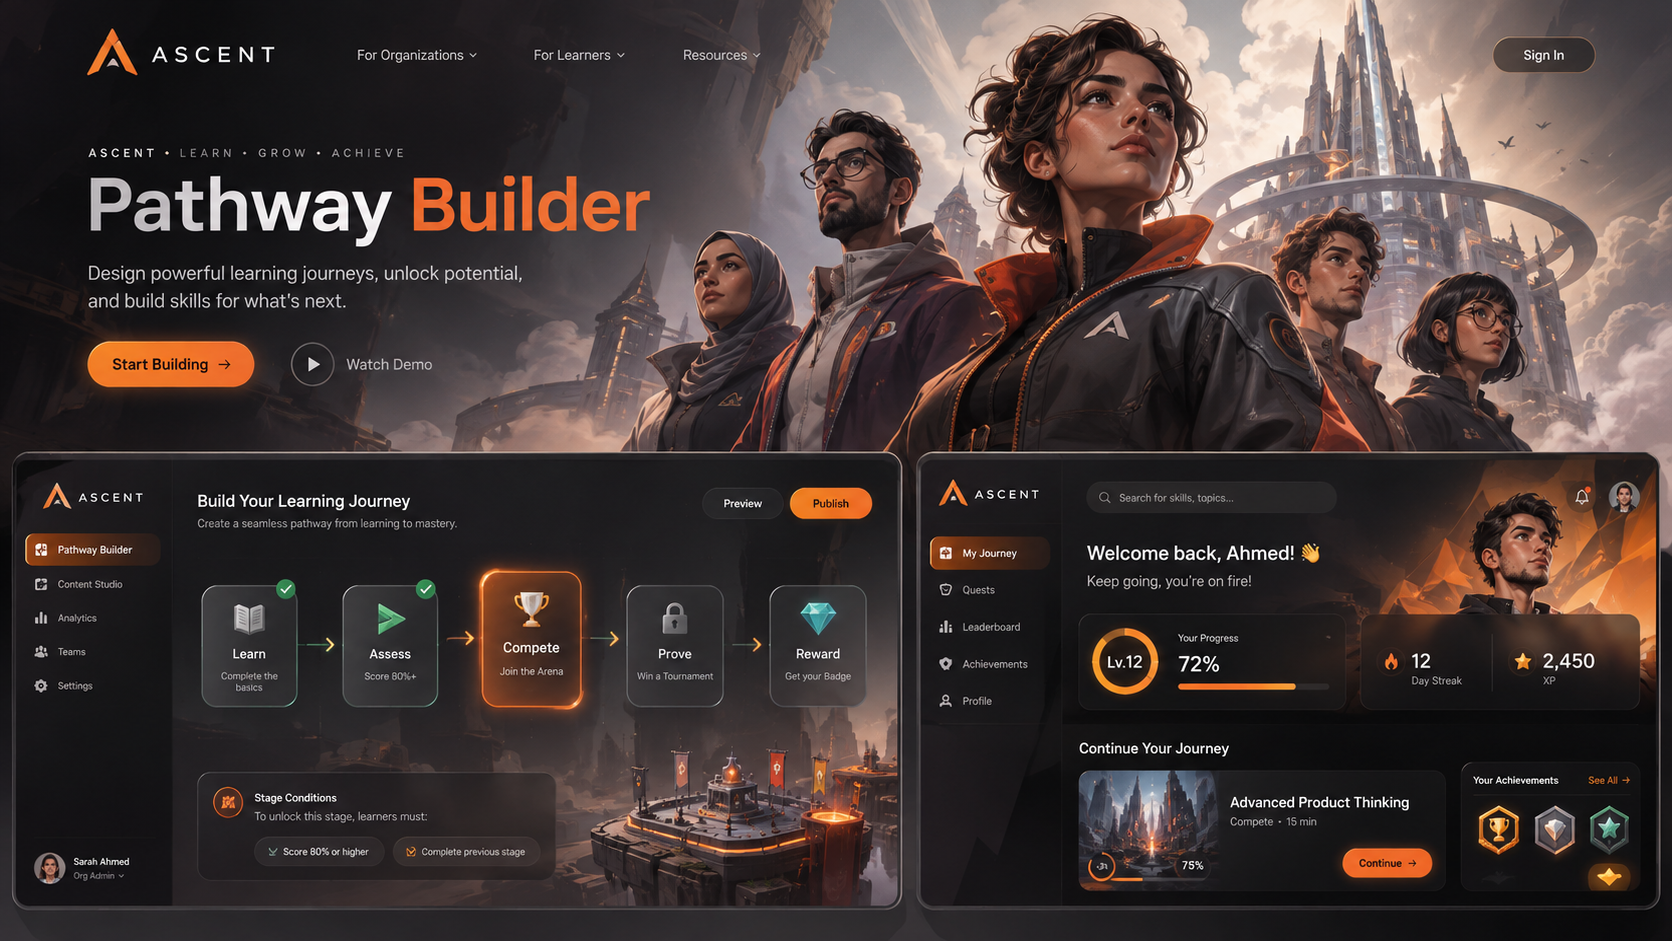 ASCENT
For Organizations
For Learners
Resources
Sign In
ASCENT • LEARN • GROW • ACHIEVE
Pathway Builder
Design powerful learning journeys, unlock potential,
and build skills for what's next.
Start Building →
Watch Demo
ASCENT
Pathway Builder
Content Studio
Analytics
Teams
Settings
Sarah Ahmed
Org Admin
Build Your Learning Journey
Create a seamless pathway from learning to mastery.
Preview
Publish
Learn
Complete the
basics
Assess
Score 80%+
Compete
Join the Arena
Prove
Win a Tournament
Reward
Get your Badge
Stage Conditions
To unlock this stage, learners must:
Score 80% or higher
Complete previous stage
ASCENT
My Journey
Quests
Leaderboard
Achievements
Profile
Search for skills, topics...
Welcome back, Ahmed! 👋
Keep going, you're on fire!
Lv.12
Your Progress
72%
12
Day Streak
2,450
XP
Continue Your Journey
75%
Advanced Product Thinking
Compete • 15 min
Continue →
Your Achievements
See All →